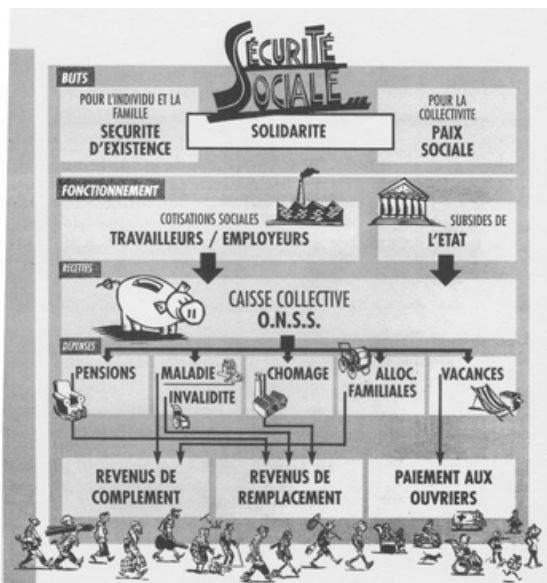 SÉCURITÉ
SOCIALE
BUTS
POUR L'INDIVIDU ET LA
FAMILLE
SECURITE
D'EXISTENCE
SOLIDARITE
POUR LA
COLLECTIVITE
PAIX
SOCIALE
FONCTIONNEMENT
COTISATIONS SOCIALES
TRAVAILLEURS / EMPLOYEURS
SUBSIDES DE
L'ETAT
RECETTES
CAISSE COLLECTIVE
O.N.S.S.
DEPENSES
PENSIONS
MALADIE
INVALIDITE
CHOMAGE
ALLOC.
FAMILIALES
VACANCES
REVENUS DE
COMPLEMENT
REVENUS DE
REMPLACEMENT
PAIEMENT AUX
OUVRIERS